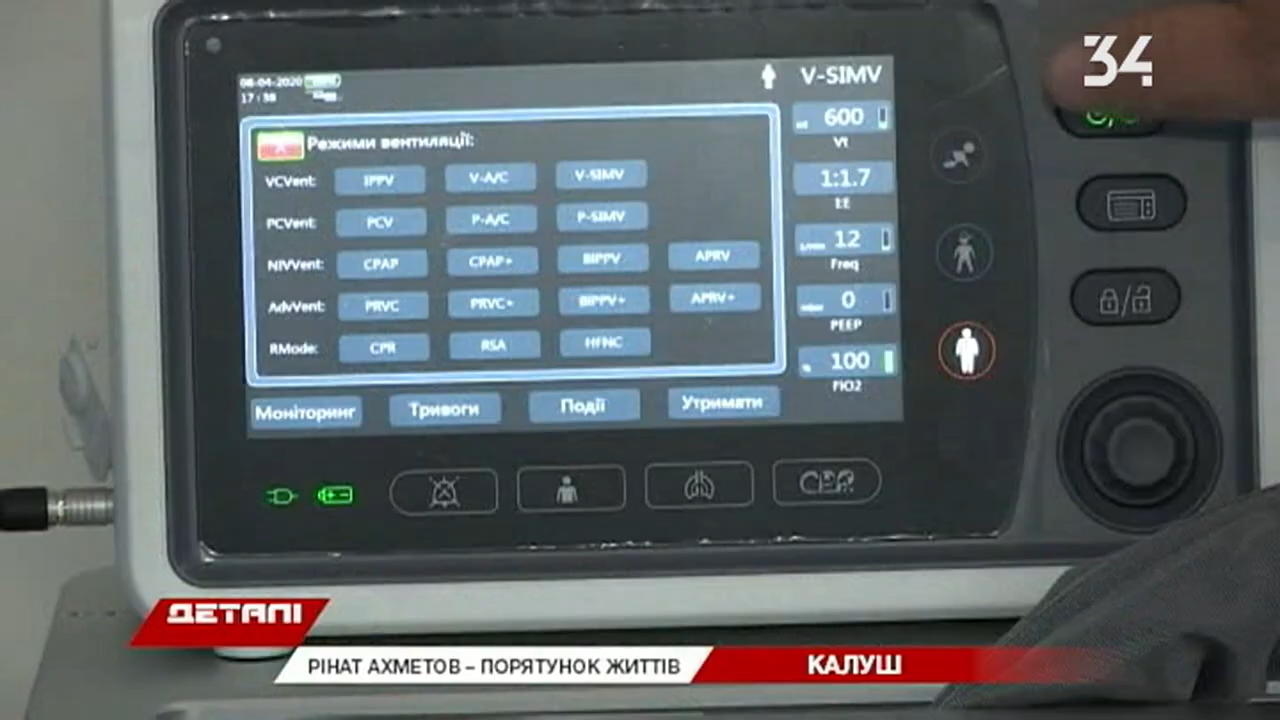 34
08-04-2020
17:38
V-SIMV
Режими вентиляції:
VCVent: IPPV V-A/C V-SIMV
PCVent: PCV P-A/C P-SIMV
NIVVent: CPAP CPAP+ BIPPV APRV
AdvVent: PRVC PRVC+ BIPPV+ APRV+
RMode: CPR RSA HFNC
600
Vt
1:1.7
I:E
12
Freq
0
PEEP
100
FiO2
Моніторинг Тривоги Події Утримати
CPR
ДЕТАЛІ
РІНАТ АХМЕТОВ – ПОРЯТУНОК ЖИТТІВ
КАЛУШ